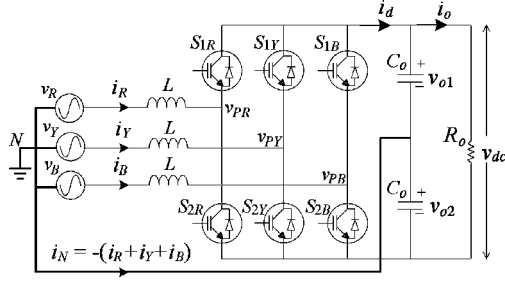 i_d i_o
S_1R S_1Y S_1B
C_o + v_o1 −
v_R i_R L
v_PR
N v_Y i_Y L
v_PY
R_o v_dc
v_B i_B L
v_PB
C_o + v_o2 −
S_2R S_2Y S_2B
i_N = -(i_R+i_Y+i_B)